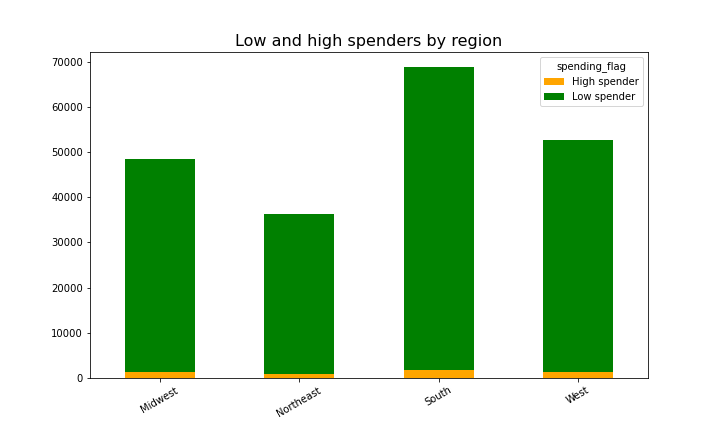 Low and high spenders by region
spending_flag
High spender
Low spender
70000
60000
50000
40000
30000
20000
10000
0
Midwest
Northeast
South
West